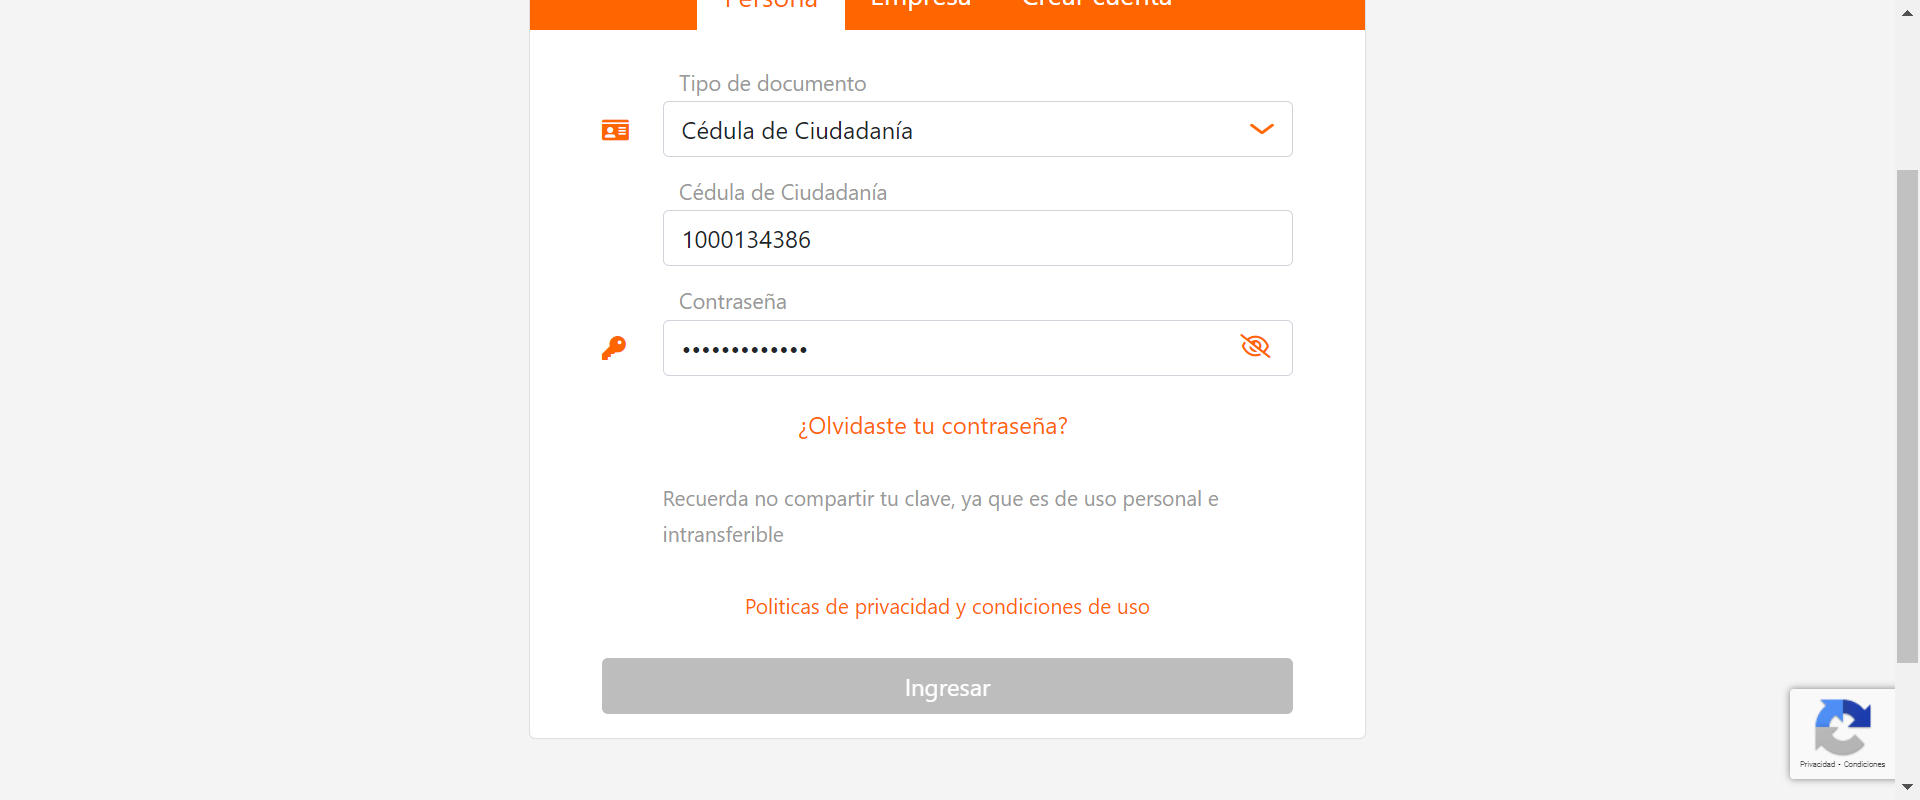 Persona Empresa Crear cuenta
Tipo de documento
Cédula de Ciudadanía
Cédula de Ciudadanía
1000134386
Contraseña
•••••••••••••
¿Olvidaste tu contraseña?
Recuerda no compartir tu clave, ya que es de uso personal e
intransferible
Politicas de privacidad y condiciones de uso
Ingresar
Privacidad - Condiciones